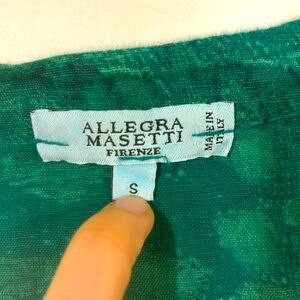 ALLEGRA
MASETTI
FIRENZE
MADE IN
ITALY
S